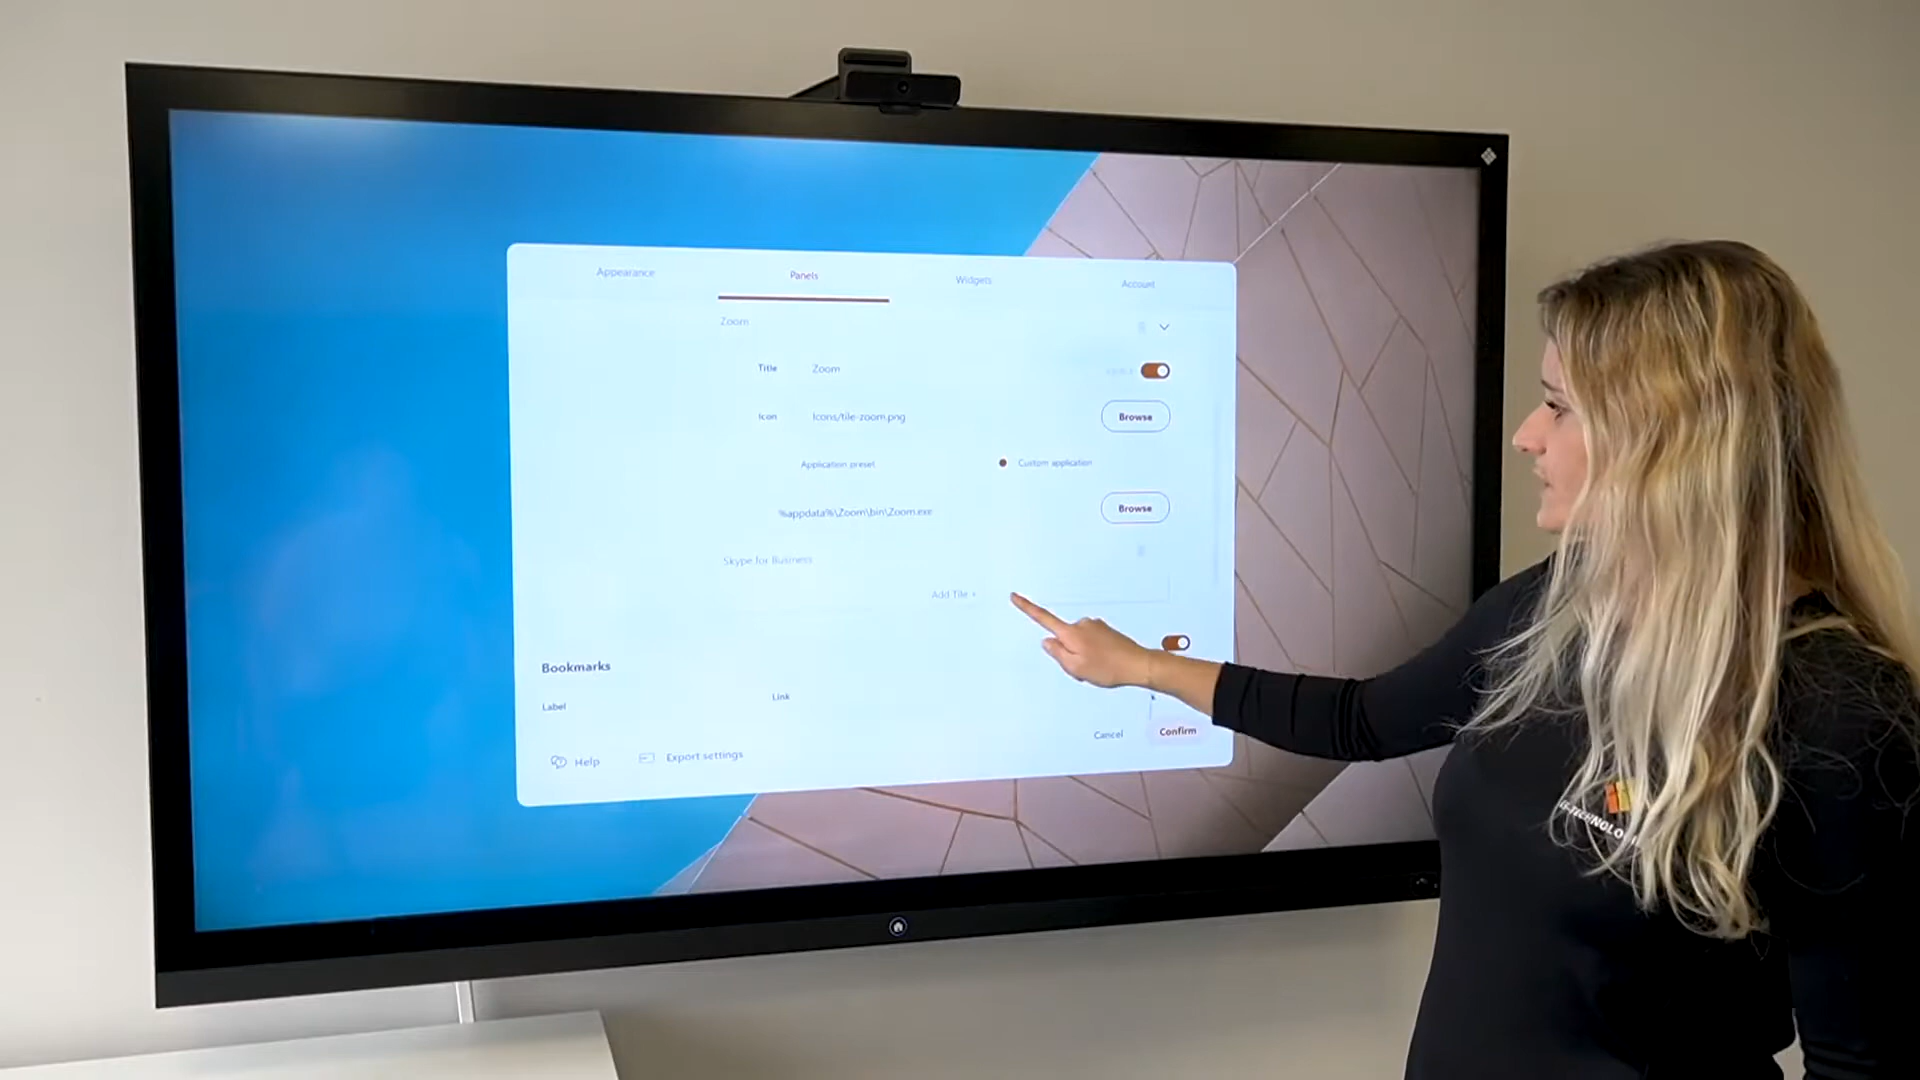 Appearance
Panels
Widgets
Account
Zoom
Title
Zoom
Icon
Icons/tile-zoom.png
Browse
Application preset
Custom application
%appdata%\Zoom\bin\Zoom.exe
Browse
Skype for Business
Add Tile +
Bookmarks
Label
Link
Cancel
Confirm
Help
Export settings